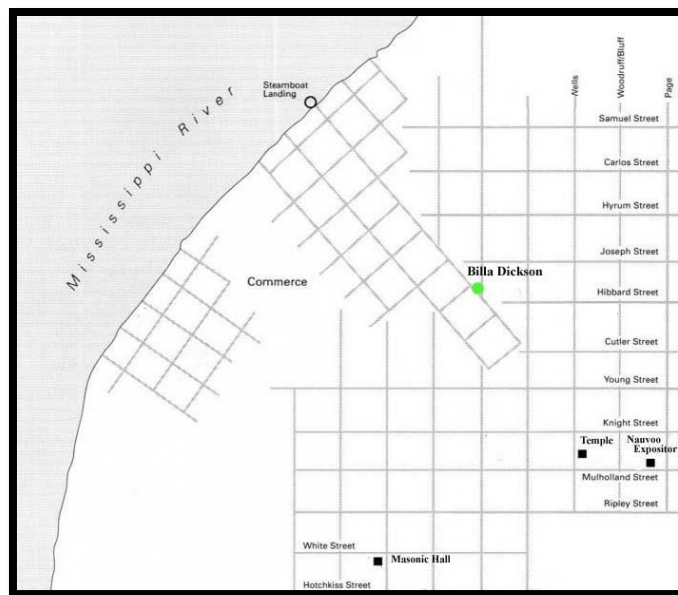 Mississippi River
Steamboat
Landing
Wells
Woodruff/Bluff
Page
Samuel Street
Carlos Street
Hyrum Street
Joseph Street
Billa Dickson
Commerce
Hibbard Street
Cutler Street
Young Street
Knight Street
Temple
Nauvoo
Expositor
Mulholland Street
Ripley Street
White Street
Masonic Hall
Hotchkiss Street